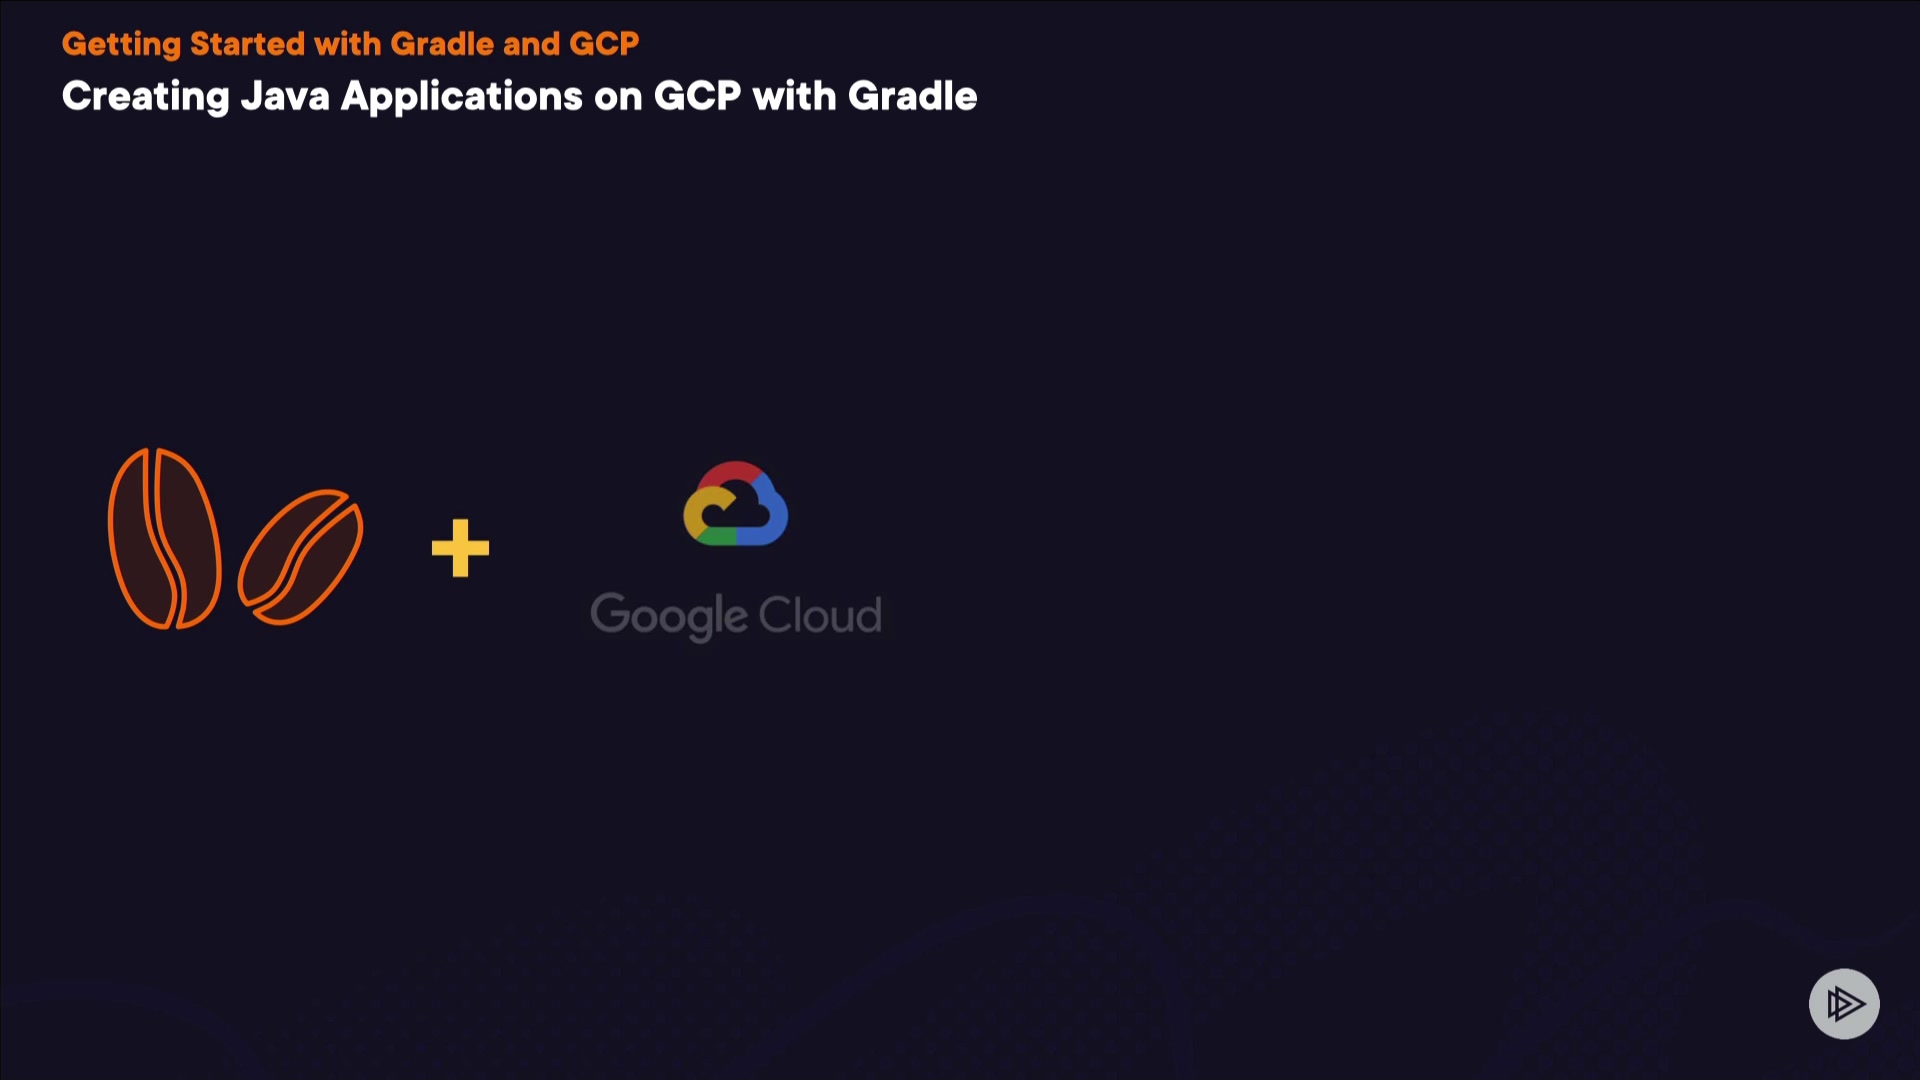 Getting Started with Gradle and GCP
Creating Java Applications on GCP with Gradle
Google Cloud